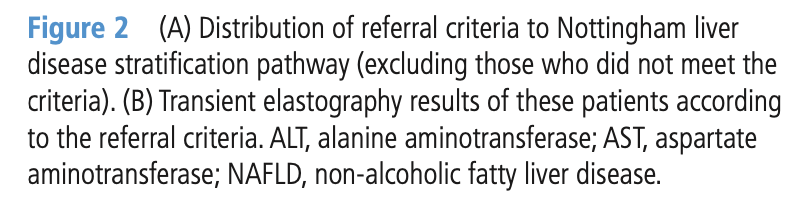 Figure 2 (A) Distribution of referral criteria to Nottingham liver
disease stratification pathway (excluding those who did not meet the
criteria). (B) Transient elastography results of these patients according
to the referral criteria. ALT, alanine aminotransferase; AST, aspartate
aminotransferase; NAFLD, non-alcoholic fatty liver disease.